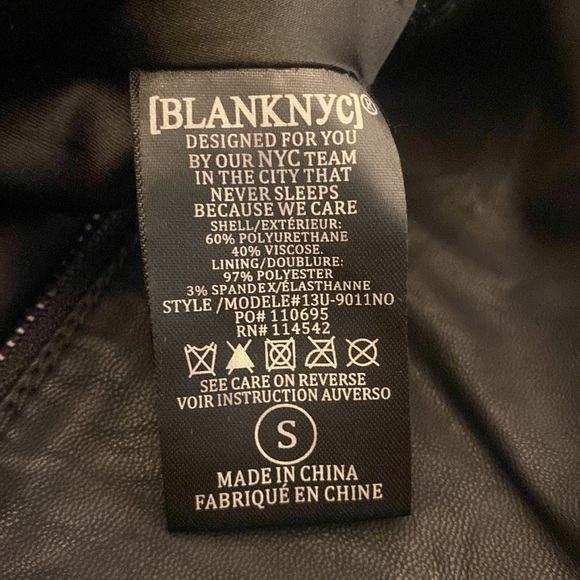 [BLANKNYC]®
DESIGNED FOR YOU
BY OUR NYC TEAM
IN THE CITY THAT
NEVER SLEEPS
BECAUSE WE CARE
SHELL/EXTÉRIEUR:
60% POLYURETHANE
40% VISCOSE.
LINING/DOUBLURE:
97% POLYESTER
3% SPANDEX/ÉLASTHANNE
STYLE /MODELE#13U-9011NO
PO# 110695
RN# 114542
SEE CARE ON REVERSE
VOIR INSTRUCTION AUVERSO
S
MADE IN CHINA
FABRIQUÉ EN CHINE